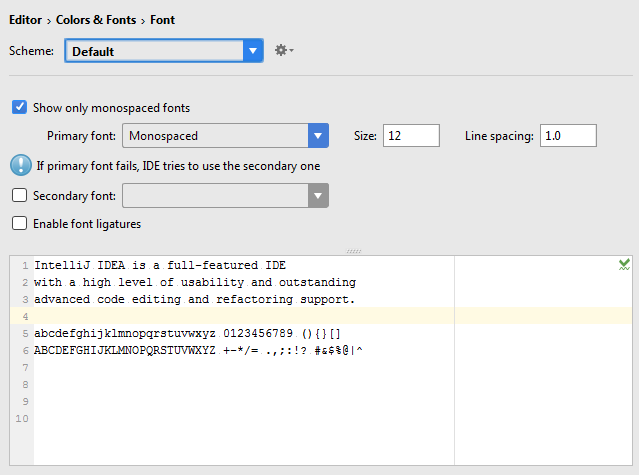 Editor › Colors & Fonts › Font
Scheme: Default
Show only monospaced fonts
Primary font: Monospaced Size: 12 Line spacing: 1.0
If primary font fails, IDE tries to use the secondary one
Secondary font:
Enable font ligatures
1 IntelliJ IDEA is a full-featured IDE
2 with a high level of usability and outstanding
3 advanced code editing and refactoring support.
4
5 abcdefghijklmnopqrstuvwxyz 0123456789 (){}[]
6 ABCDEFGHIJKLMNOPQRSTUVWXYZ +-*/= .,;:!? #&$%@|^
7
8
9
10